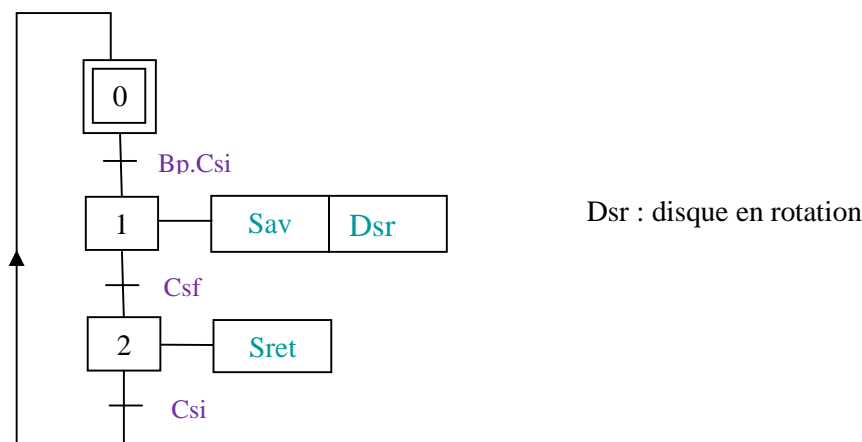 0
Bp.Csi
1 Sav Dsr
Dsr : disque en rotation
Csf
2 Sret
Csi